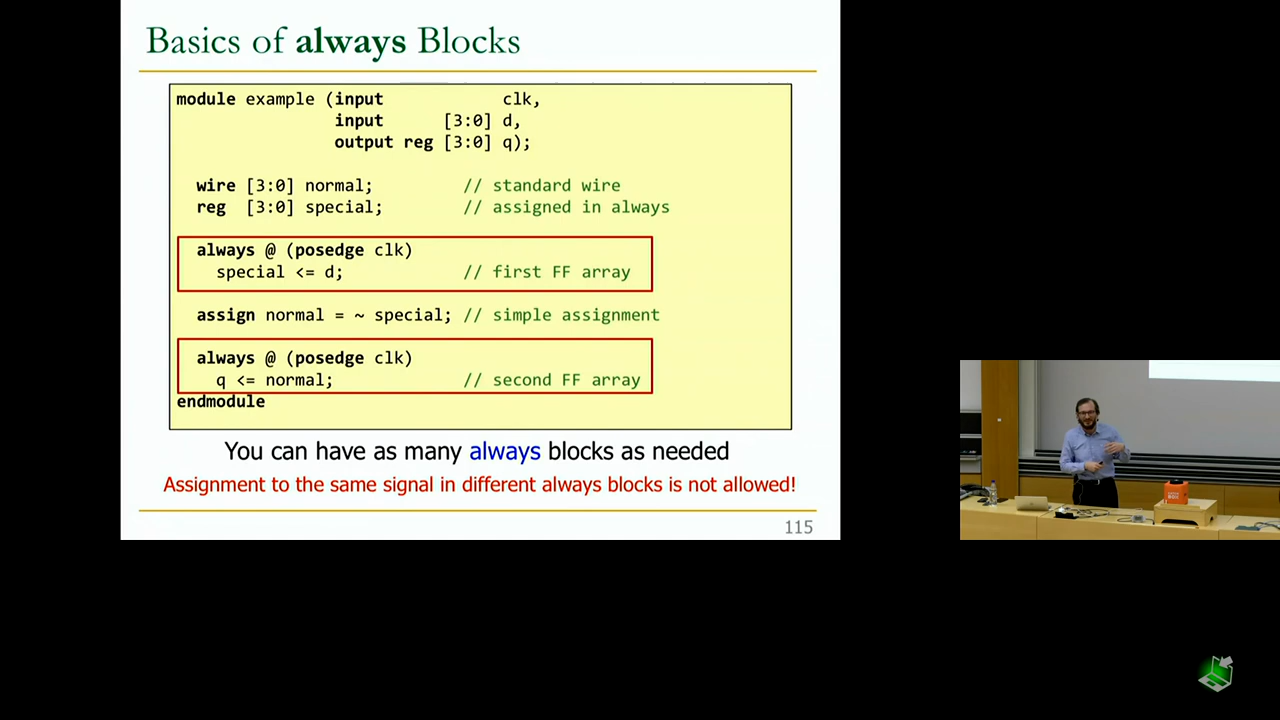 Basics of always Blocks
module example (input clk,
input [3:0] d,
output reg [3:0] q);
wire [3:0] normal; // standard wire
reg [3:0] special; // assigned in always
always @ (posedge clk)
special <= d; // first FF array
assign normal = ~ special; // simple assignment
always @ (posedge clk)
q <= normal; // second FF array
endmodule
You can have as many always blocks as needed
Assignment to the same signal in different always blocks is not allowed!
115